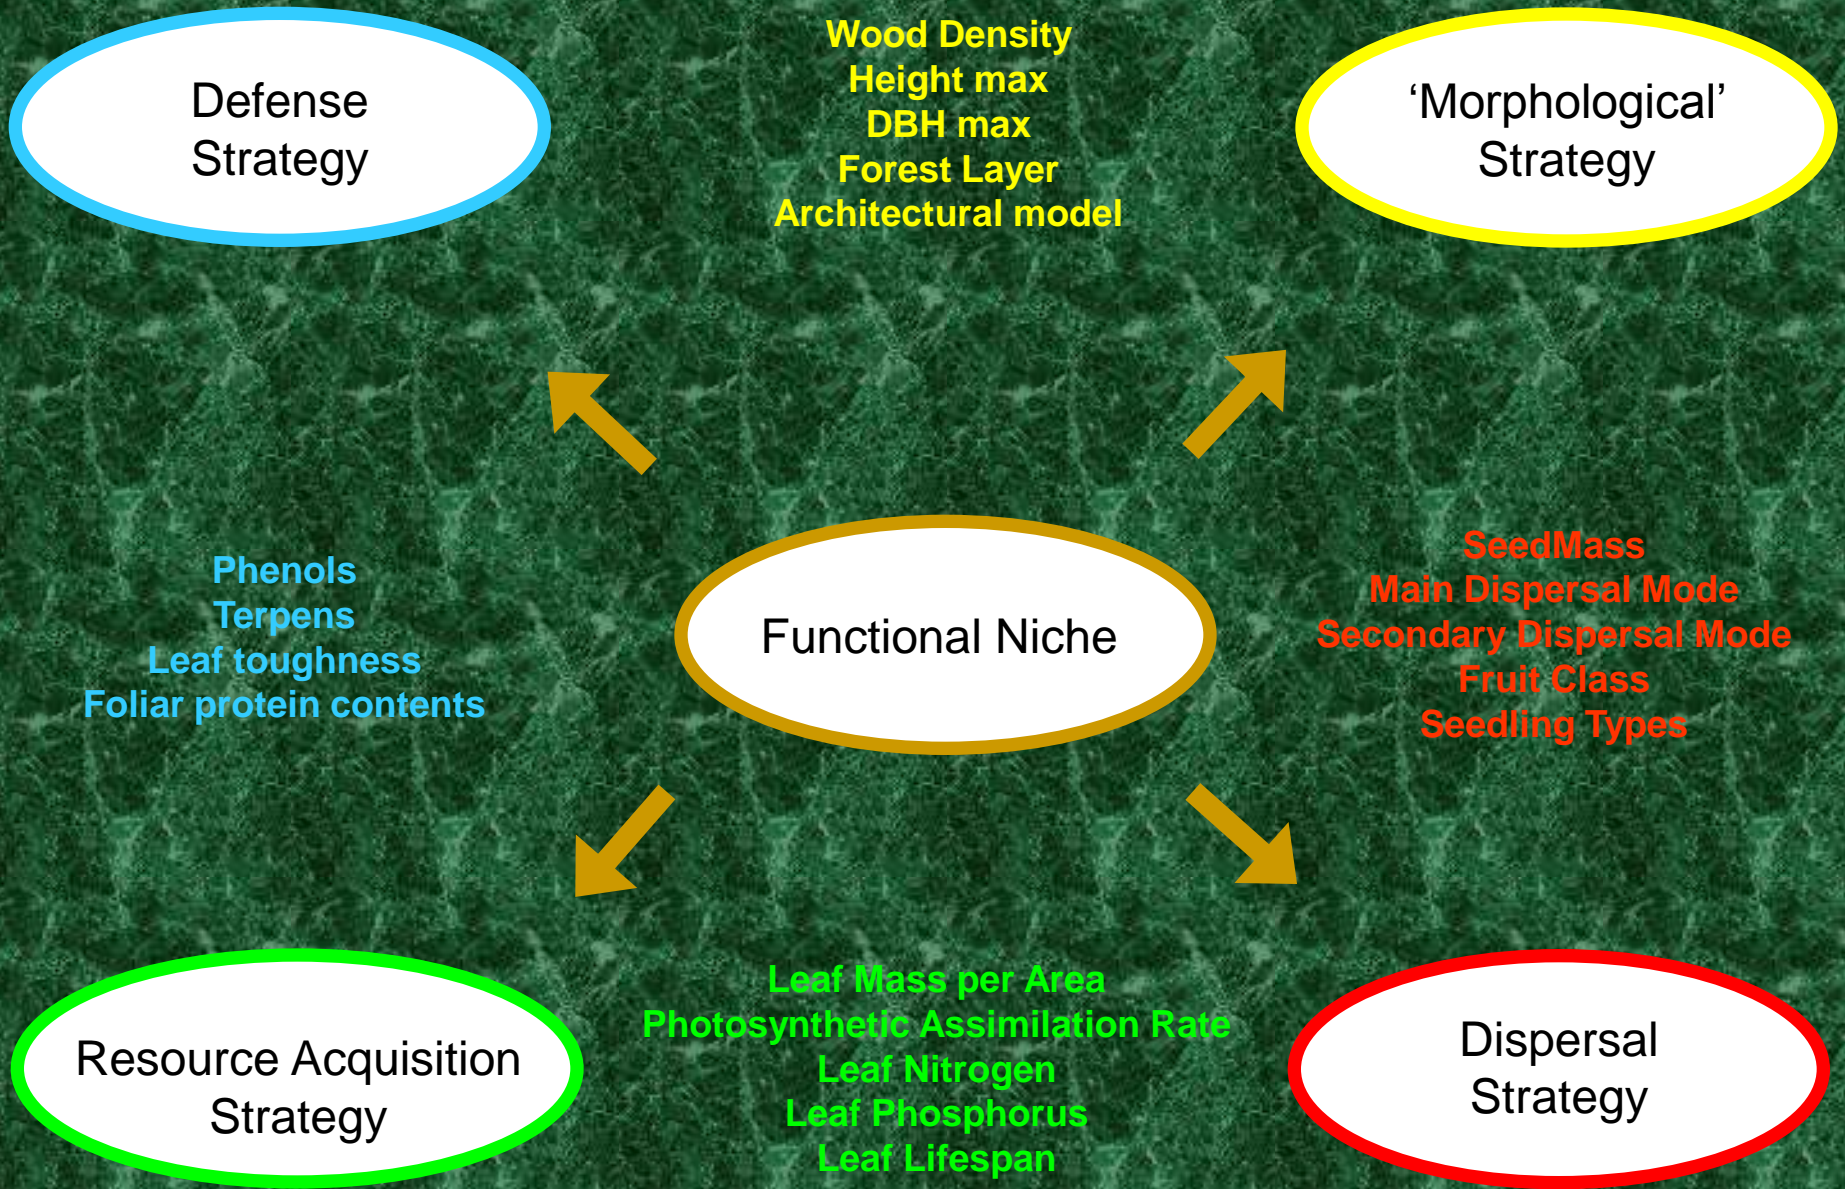 Defense
Strategy
Wood Density
Height max
DBH max
Forest Layer
Architectural model
‘Morphological’
Strategy
Phenols
Terpens
Leaf toughness
Foliar protein contents
Functional Niche
SeedMass
Main Dispersal Mode
Secondary Dispersal Mode
Fruit Class
Seedling Types
Resource Acquisition
Strategy
Leaf Mass per Area
Photosynthetic Assimilation Rate
Leaf Nitrogen
Leaf Phosphorus
Leaf Lifespan
Dispersal
Strategy